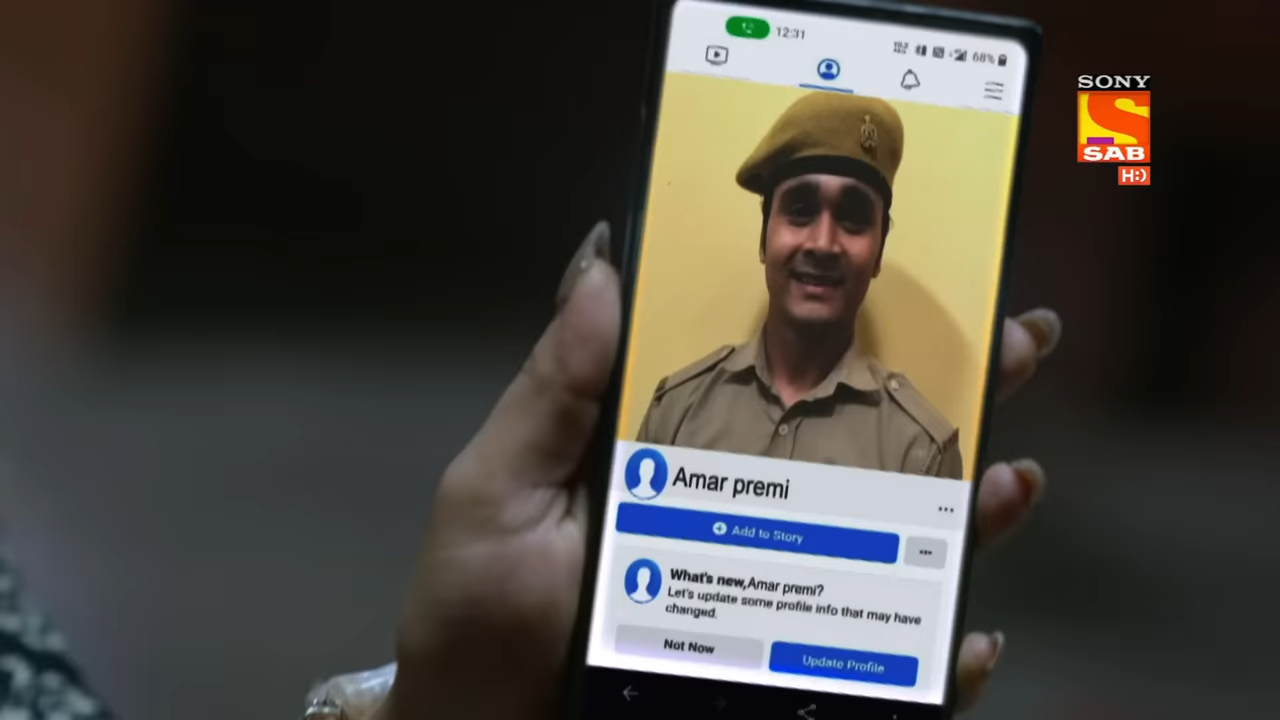 12:31
68%
SONY
S
SAB
H:)
Amar premi
Add to Story
What's new, Amar premi?
Let's update some profile info that may have
changed.
Not Now
Update Profile